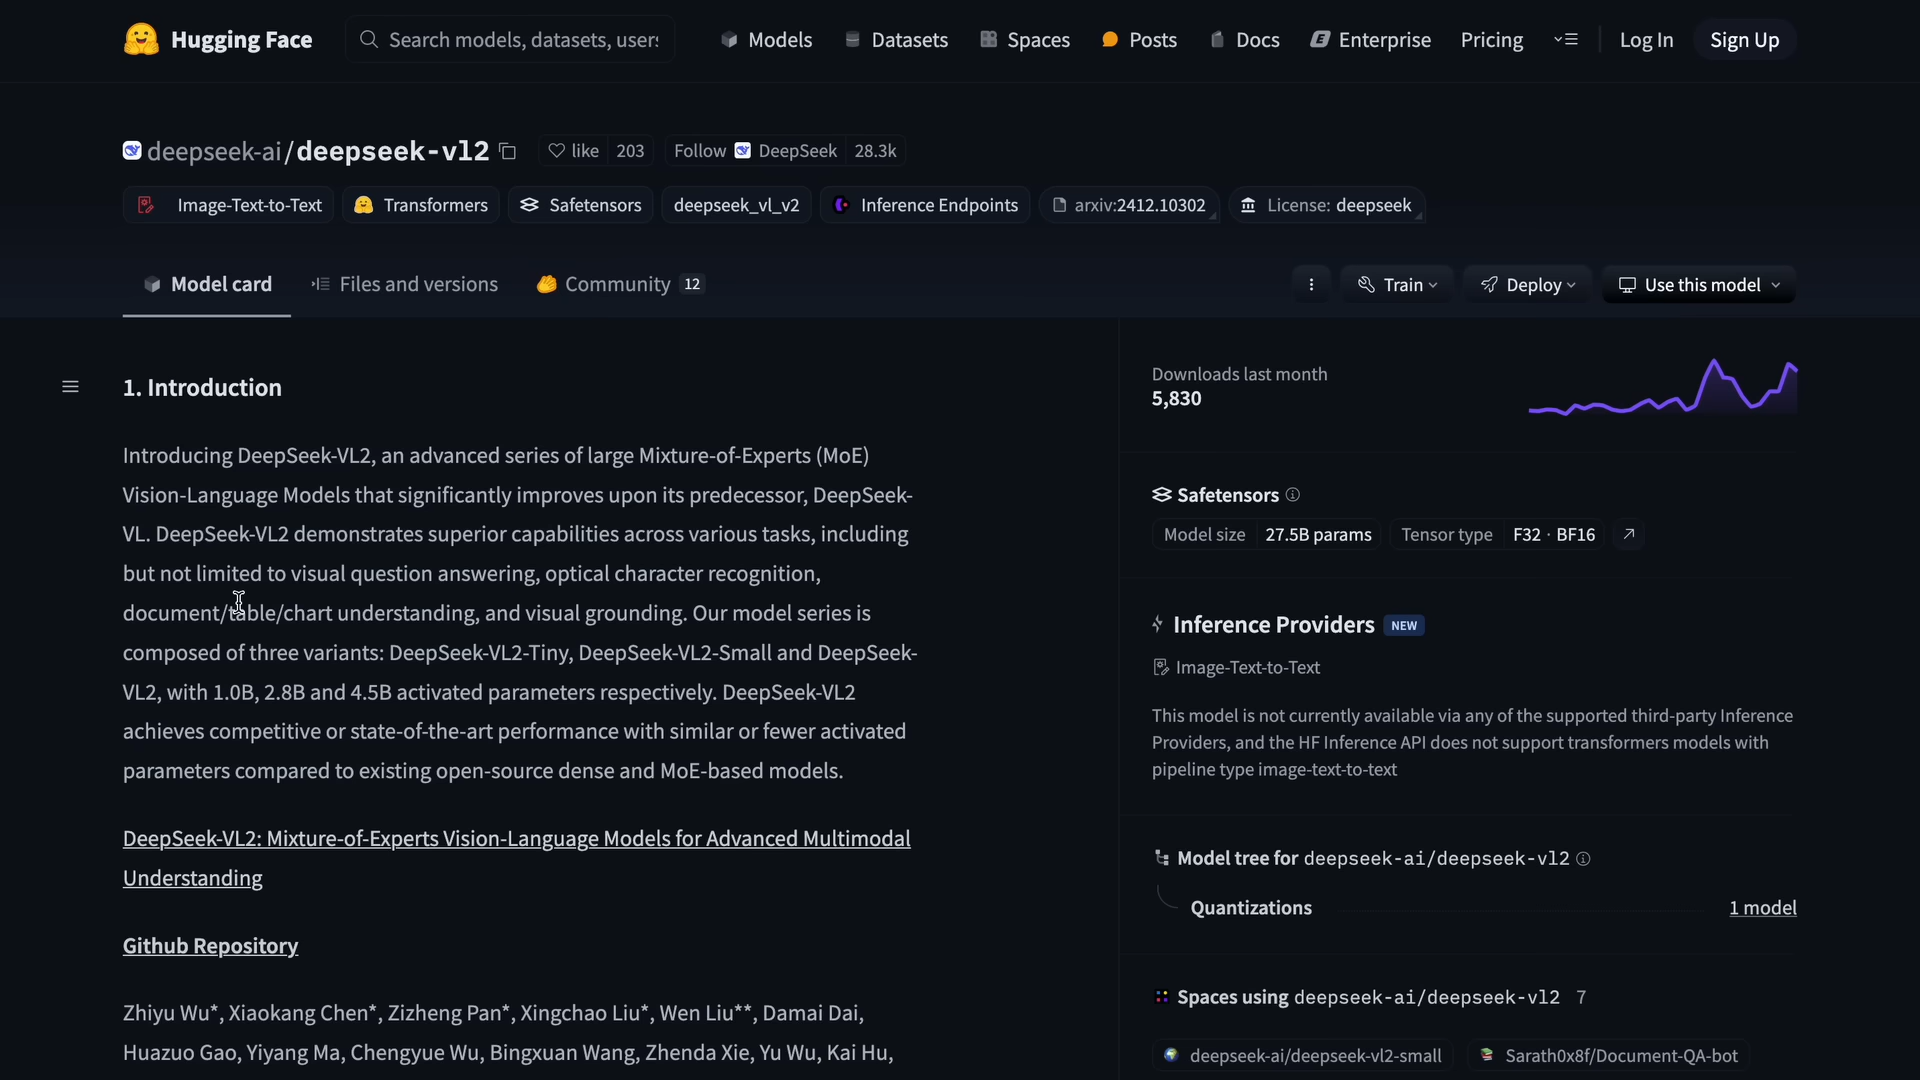 Hugging Face
Search models, datasets, users
Models
Datasets
Spaces
Posts
Docs
Enterprise
Pricing
Log In
Sign Up
deepseek-ai/deepseek-vl2
like 203
Follow DeepSeek 28.3k
Image-Text-to-Text
Transformers
Safetensors
deepseek_vl_v2
Inference Endpoints
arxiv:2412.10302
License: deepseek
Model card
Files and versions
Community 12
Train
Deploy
Use this model
1. Introduction
Introducing DeepSeek-VL2, an advanced series of large Mixture-of-Experts (MoE)
Vision-Language Models that significantly improves upon its predecessor, DeepSeek-
VL. DeepSeek-VL2 demonstrates superior capabilities across various tasks, including
but not limited to visual question answering, optical character recognition,
document/table/chart understanding, and visual grounding. Our model series is
composed of three variants: DeepSeek-VL2-Tiny, DeepSeek-VL2-Small and DeepSeek-
VL2, with 1.0B, 2.8B and 4.5B activated parameters respectively. DeepSeek-VL2
achieves competitive or state-of-the-art performance with similar or fewer activated
parameters compared to existing open-source dense and MoE-based models.
DeepSeek-VL2: Mixture-of-Experts Vision-Language Models for Advanced Multimodal
Understanding
Github Repository
Zhiyu Wu*, Xiaokang Chen*, Zizheng Pan*, Xingchao Liu*, Wen Liu**, Damai Dai,
Huazuo Gao, Yiyang Ma, Chengyue Wu, Bingxuan Wang, Zhenda Xie, Yu Wu, Kai Hu,
Downloads last month
5,830
Safetensors
Model size 27.5B params
Tensor type F32 · BF16
Inference Providers NEW
Image-Text-to-Text
This model is not currently available via any of the supported third-party Inference
Providers, and the HF Inference API does not support transformers models with
pipeline type image-text-to-text
Model tree for deepseek-ai/deepseek-vl2
Quantizations
1 model
Spaces using deepseek-ai/deepseek-vl2 7
deepseek-ai/deepseek-vl2-small
Sarath0x8f/Document-QA-bot